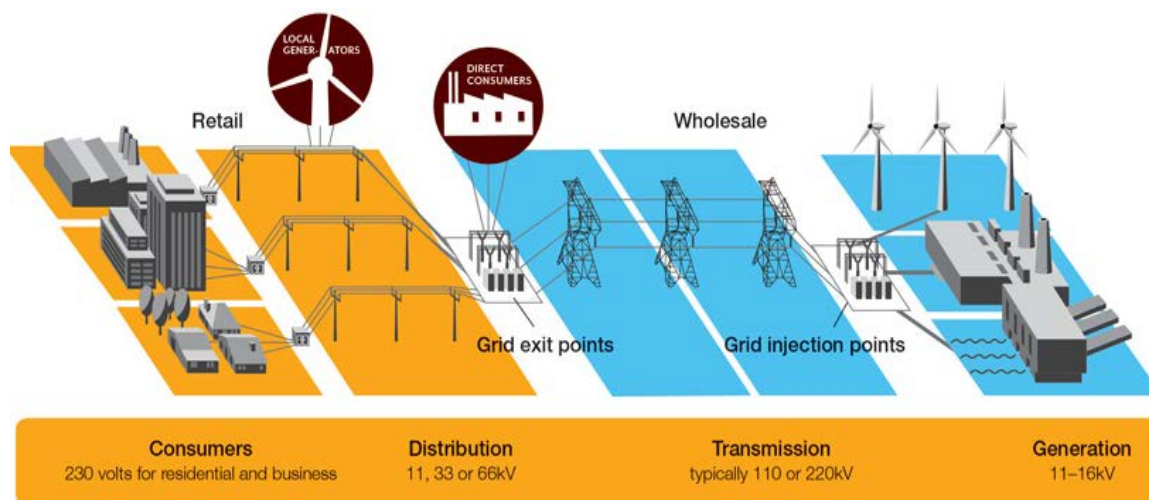 LOCAL
GENER-ATORS
DIRECT
CONSUMERS
Retail
Wholesale
Grid exit points
Grid injection points
Consumers
230 volts for residential and business
Distribution
11, 33 or 66kV
Transmission
typically 110 or 220kV
Generation
11–16kV